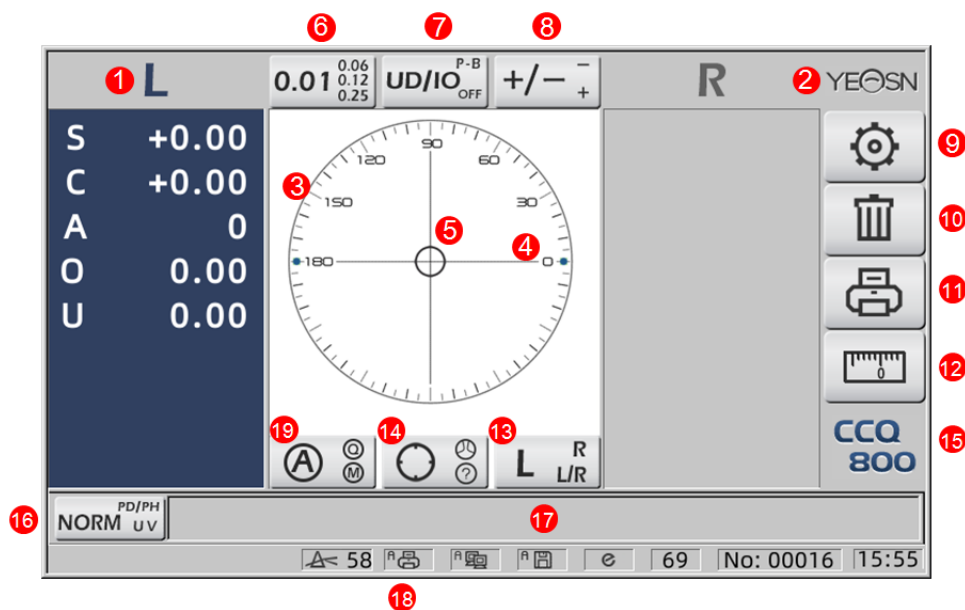 6 7 8
1 L 0.01 0.06 0.12 0.25 UD/IO P-B OFF +/- - + R 2 YEOSN
S +0.00
C +0.00
A 0
O 0.00
U 0.00
90
120 60
3 150 30
5 4
180 0
9
10
11
12 0
19 A Q M 14 ? 13 L R L/R
CCQ 15
800
16 NORM PD/PH UV 17
58 A A A e 69 No: 00016 15:55
18